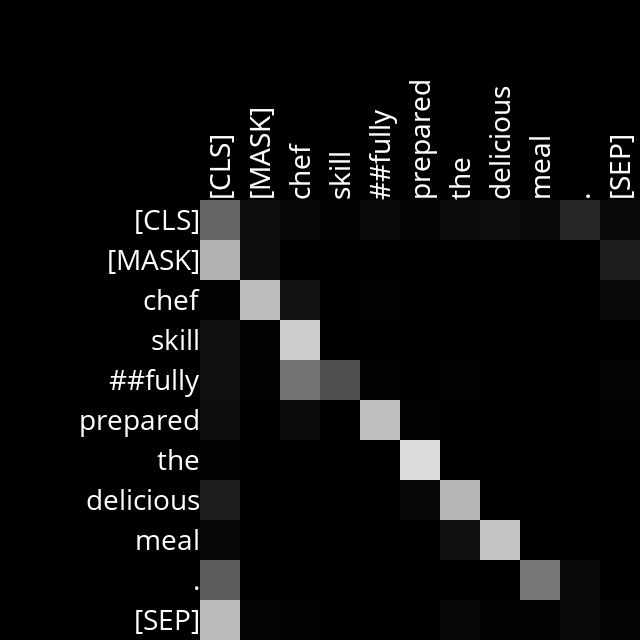 [CLS] [MASK] chef skill ##fully prepared the delicious meal . [SEP]
[CLS]
[MASK]
chef
skill
##fully
prepared
the
delicious
meal
.
[SEP]